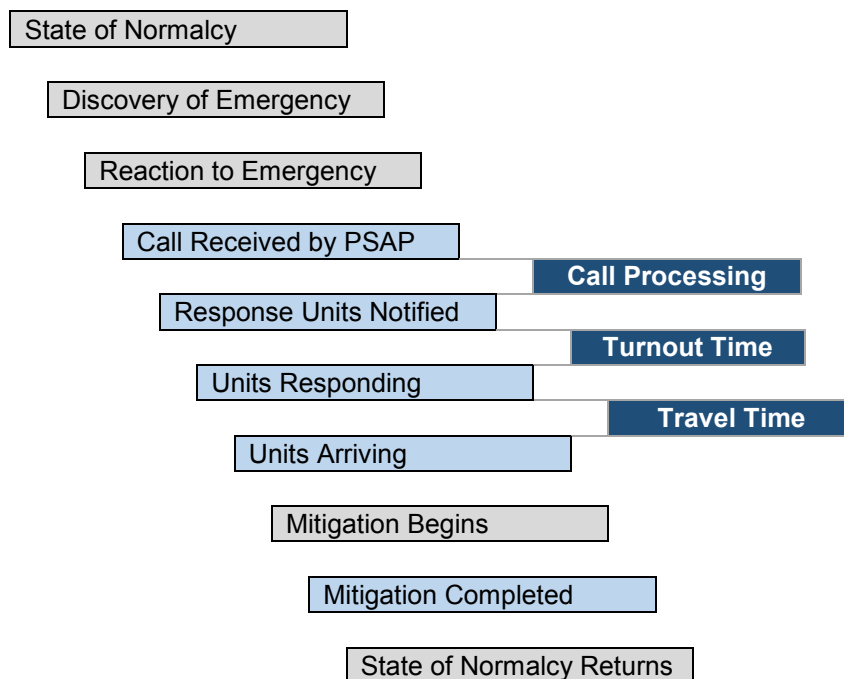 State of Normalcy
Discovery of Emergency
Reaction to Emergency
Call Received by PSAP
Call Processing
Response Units Notified
Turnout Time
Units Responding
Travel Time
Units Arriving
Mitigation Begins
Mitigation Completed
State of Normalcy Returns